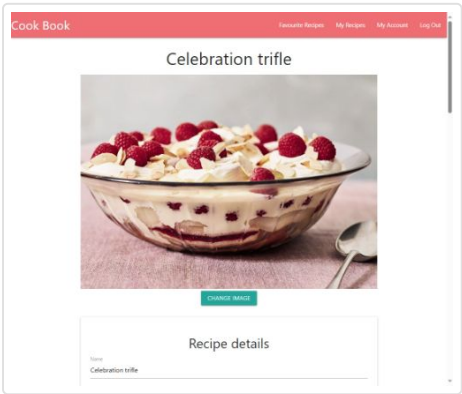 Cook Book
Favourite Recipes My Recipes My Account Log Out
Celebration trifle
CHANGE IMAGE
Recipe details
Name
Celebration trifle